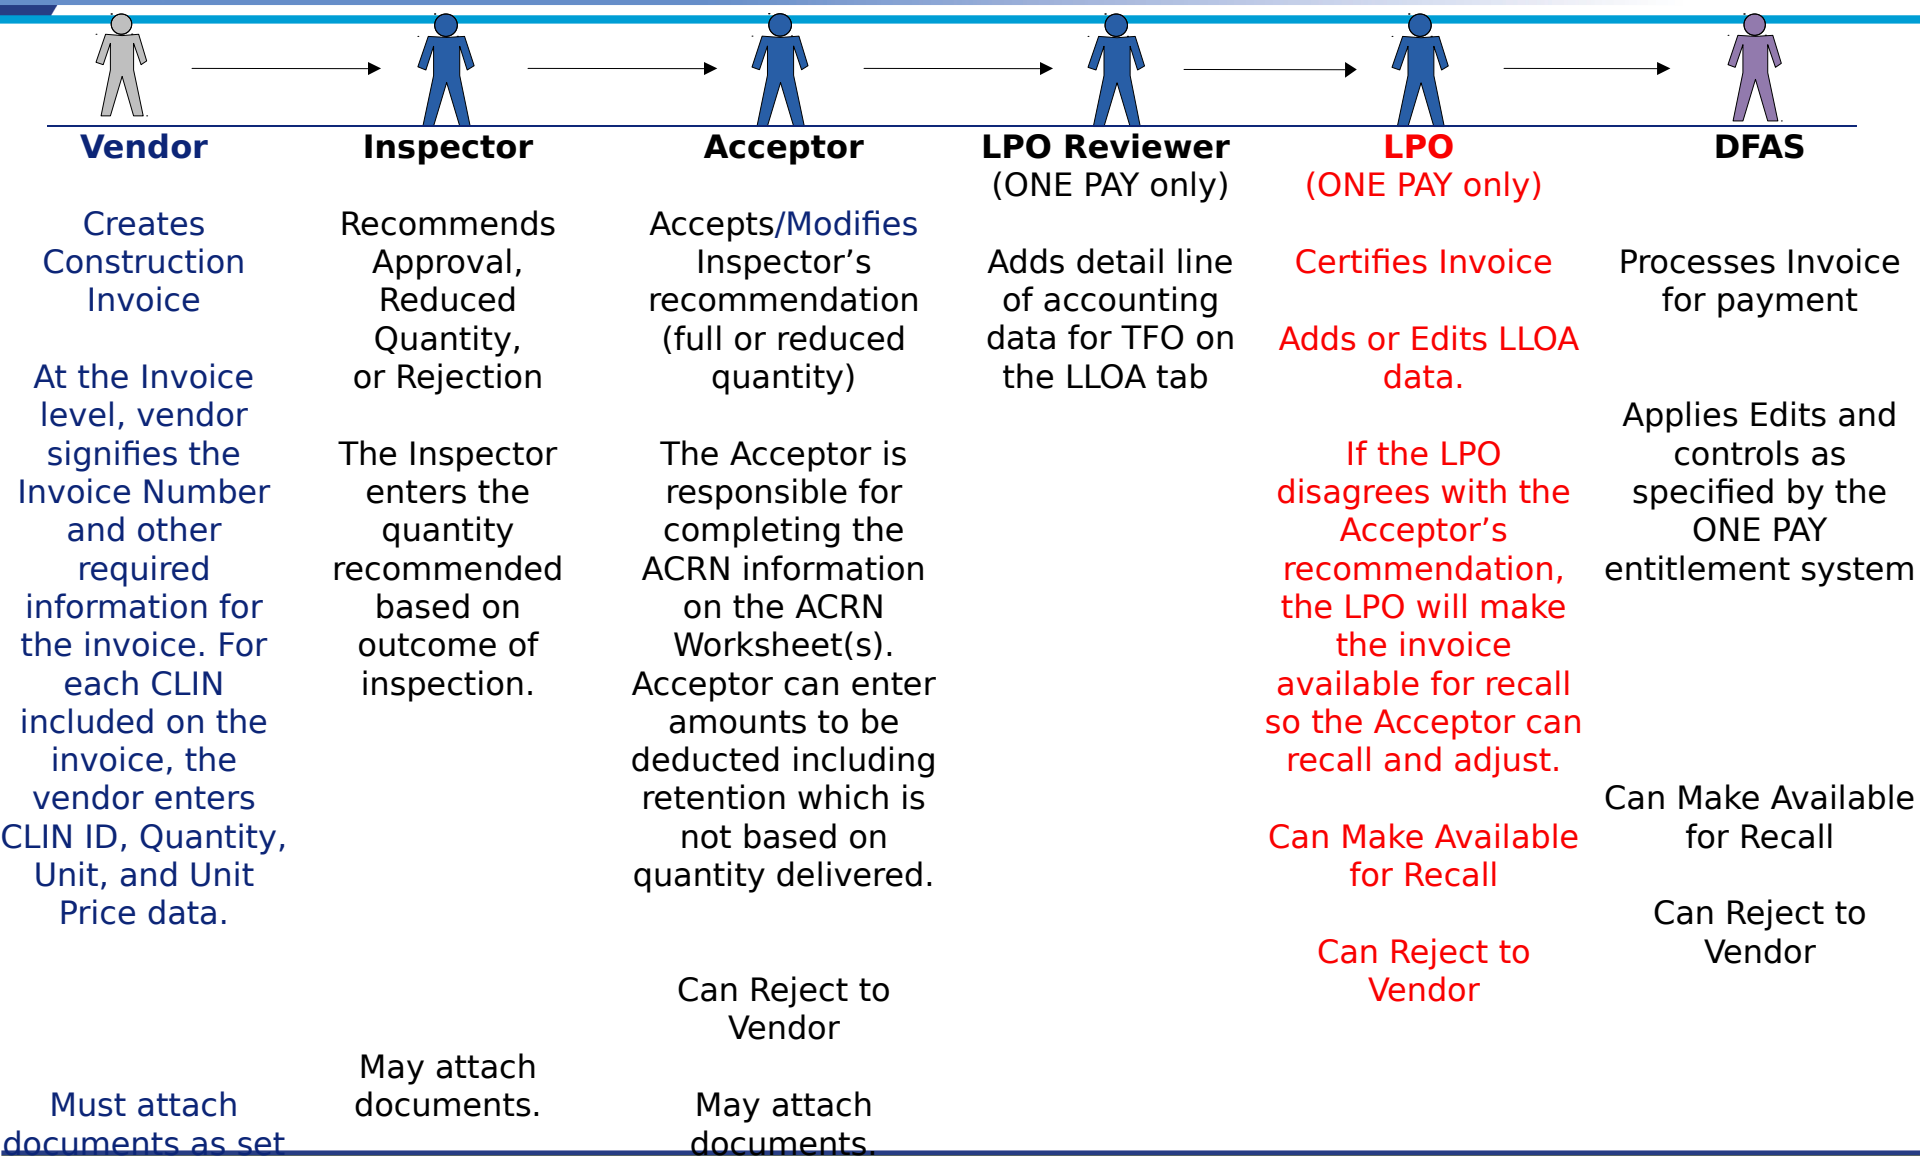 Vendor
Creates
Construction
Invoice
At the Invoice
level, vendor
signifies the
Invoice Number
and other
required
information for
the invoice. For
each CLIN
included on the
invoice, the
vendor enters
CLIN ID, Quantity,
Unit, and Unit
Price data.
Must attach
documents as set
Inspector
Recommends
Approval,
Reduced
Quantity,
or Rejection
The Inspector
enters the
quantity
recommended
based on
outcome of
inspection.
May attach
documents.
Acceptor
Accepts/Modifies
Inspector’s
recommendation
(full or reduced
quantity)
The Acceptor is
responsible for
completing the
ACRN information
on the ACRN
Worksheet(s).
Acceptor can enter
amounts to be
deducted including
retention which is
not based on
quantity delivered.
Can Reject to
Vendor
May attach
documents.
LPO Reviewer
(ONE PAY only)
Adds detail line
of accounting
data for TFO on
the LLOA tab
LPO
(ONE PAY only)
Certifies Invoice
Adds or Edits LLOA
data.
If the LPO
disagrees with the
Acceptor’s
recommendation,
the LPO will make
the invoice
available for recall
so the Acceptor can
recall and adjust.
Can Make Available
for Recall
Can Reject to
Vendor
DFAS
Processes Invoice
for payment
Applies Edits and
controls as
specified by the
ONE PAY
entitlement system
Can Make Available
for Recall
Can Reject to
Vendor